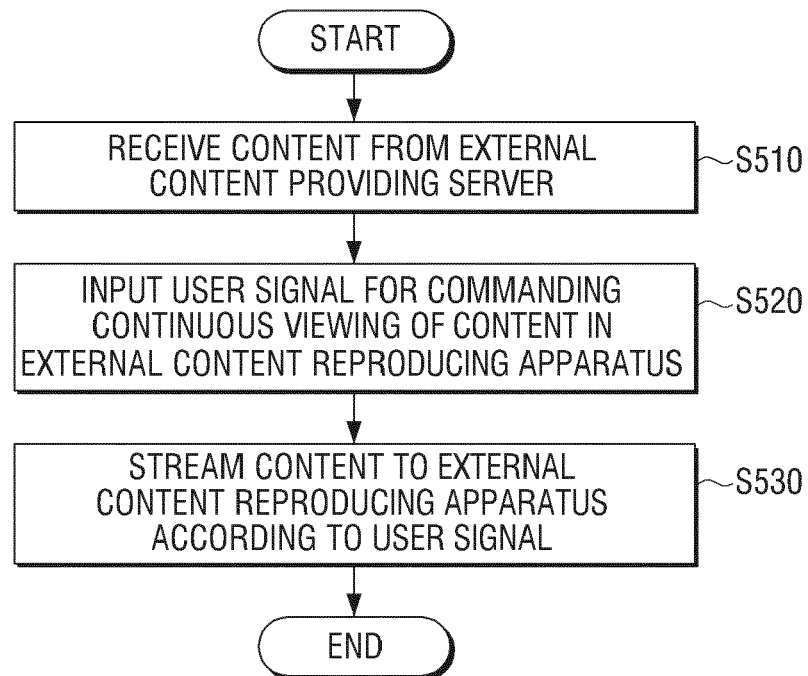 START
RECEIVE CONTENT FROM EXTERNAL
CONTENT PROVIDING SERVER
S510
INPUT USER SIGNAL FOR COMMANDING
CONTINUOUS VIEWING OF CONTENT IN
EXTERNAL CONTENT REPRODUCING APPARATUS
S520
STREAM CONTENT TO EXTERNAL
CONTENT REPRODUCING APPARATUS
ACCORDING TO USER SIGNAL
S530
END